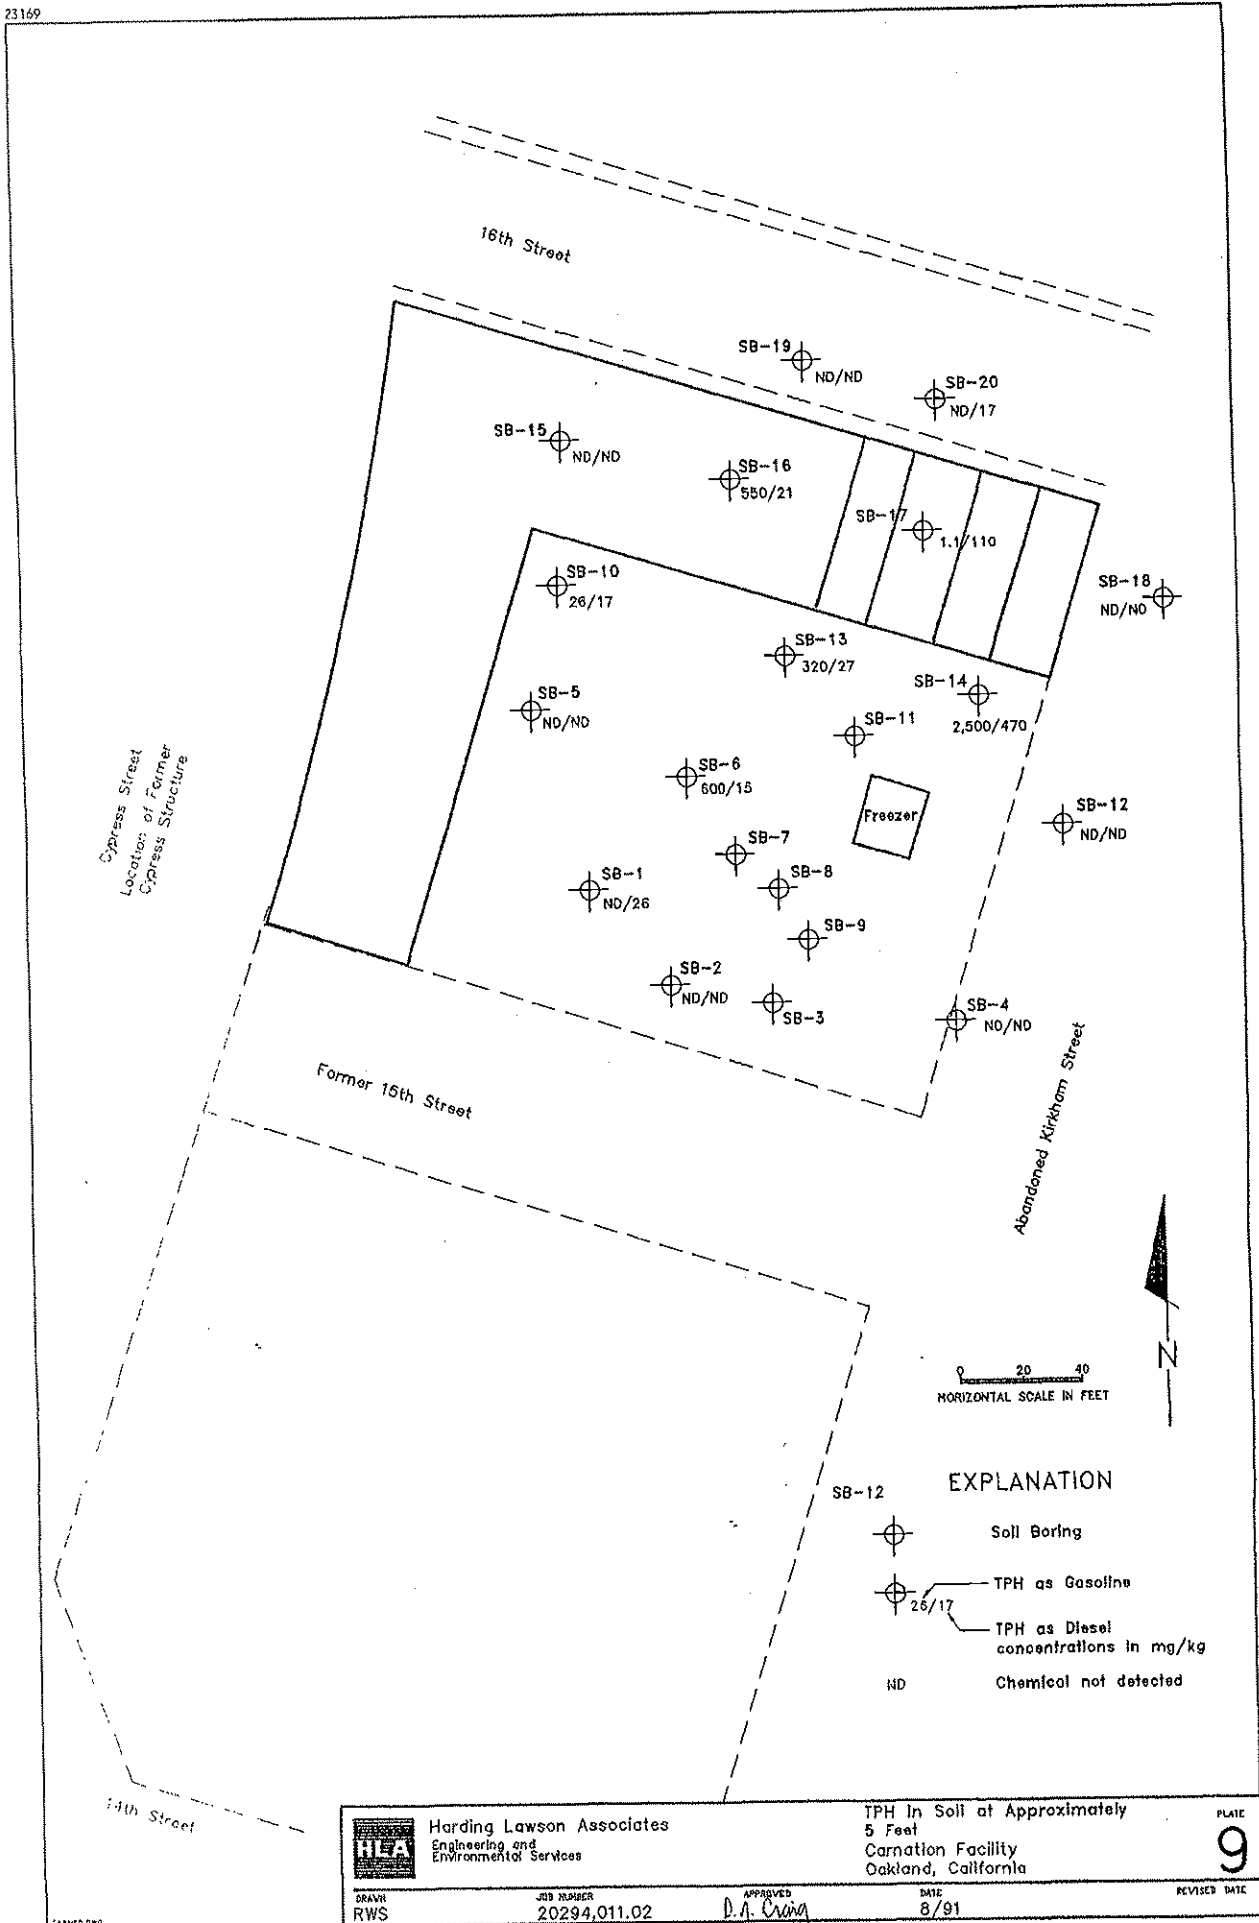 23169
16th Street
SB-19
ND/ND
SB-20
ND/17
SB-15
ND/ND
SB-16
550/21
SB-17
1.1/110
SB-10
26/17
SB-18
ND/ND
SB-13
320/27
SB-14
2,500/470
SB-5
ND/ND
SB-11
SB-6
600/15
Freezer
SB-12
ND/ND
Cypress Street
Location of Former
Cypress Structure
SB-7
SB-1
ND/26
SB-8
SB-9
SB-2
ND/ND
SB-3
SB-4
ND/ND
Former 15th Street
Abandoned Kirkham Street
N
0 20 40
HORIZONTAL SCALE IN FEET
EXPLANATION
SB-12
Soil Boring
TPH as Gasoline
26/17
TPH as Diesel
concentrations in mg/kg
ND Chemical not detected
14th Street
HLA
Harding Lawson Associates
Engineering and
Environmental Services
TPH in Soil at Approximately
5 Feet
Carnation Facility
Oakland, California
PLATE
9
DRAWN
RWS
JOB NUMBER
20294,011.02
APPROVED
D.A. Craig
DATE
8/91
REVISED DATE